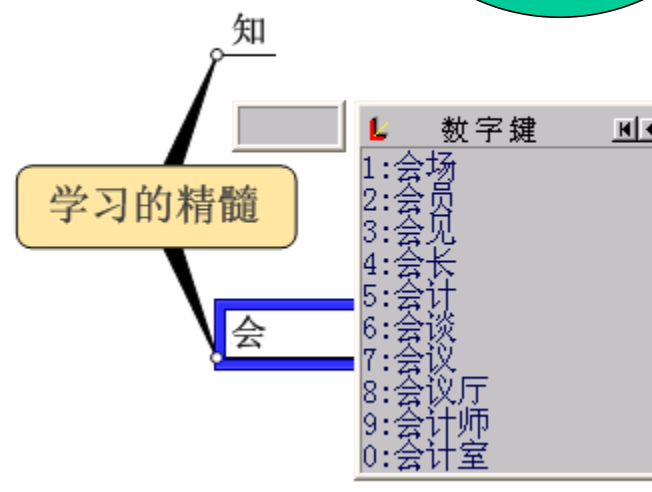 知
数字鍵
学习的精髓
会
1:会场
2:会员
3:会见
4:会长
5:会计
6:会谈
7:会议
8:会议厅
9:会计师
0:会计室